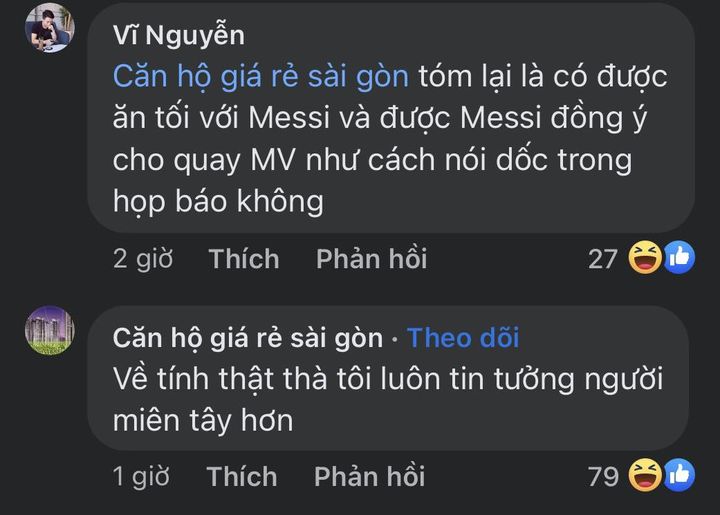 Vĩ Nguyễn
Căn hộ giá rẻ sài gòn tóm lại là có được
ăn tối với Messi và được Messi đồng ý
cho quay MV như cách nói dốc trong
họp báo không
2 giờ Thích Phản hồi 27
Căn hộ giá rẻ sài gòn · Theo dõi
Về tính thật thà tôi luôn tin tưởng người
miên tây hơn
1 giờ Thích Phản hồi 79